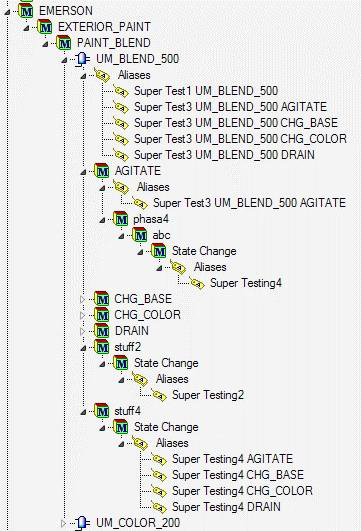 EMERSON
EXTERIOR_PAINT
PAINT_BLEND
UM_BLEND_500
Aliases
Super Test1 UM_BLEND_500
Super Test3 UM_BLEND_500 AGITATE
Super Test3 UM_BLEND_500 CHG_BASE
Super Test3 UM_BLEND_500 CHG_COLOR
Super Test3 UM_BLEND_500 DRAIN
AGITATE
Aliases
Super Test3 UM_BLEND_500 AGITATE
phasa4
abc
State Change
Aliases
Super Testing4
CHG_BASE
CHG_COLOR
DRAIN
stuff2
State Change
Aliases
Super Testing2
stuff4
State Change
Aliases
Super Testing4 AGITATE
Super Testing4 CHG_BASE
Super Testing4 CHG_COLOR
Super Testing4 DRAIN
UM_COLOR_200